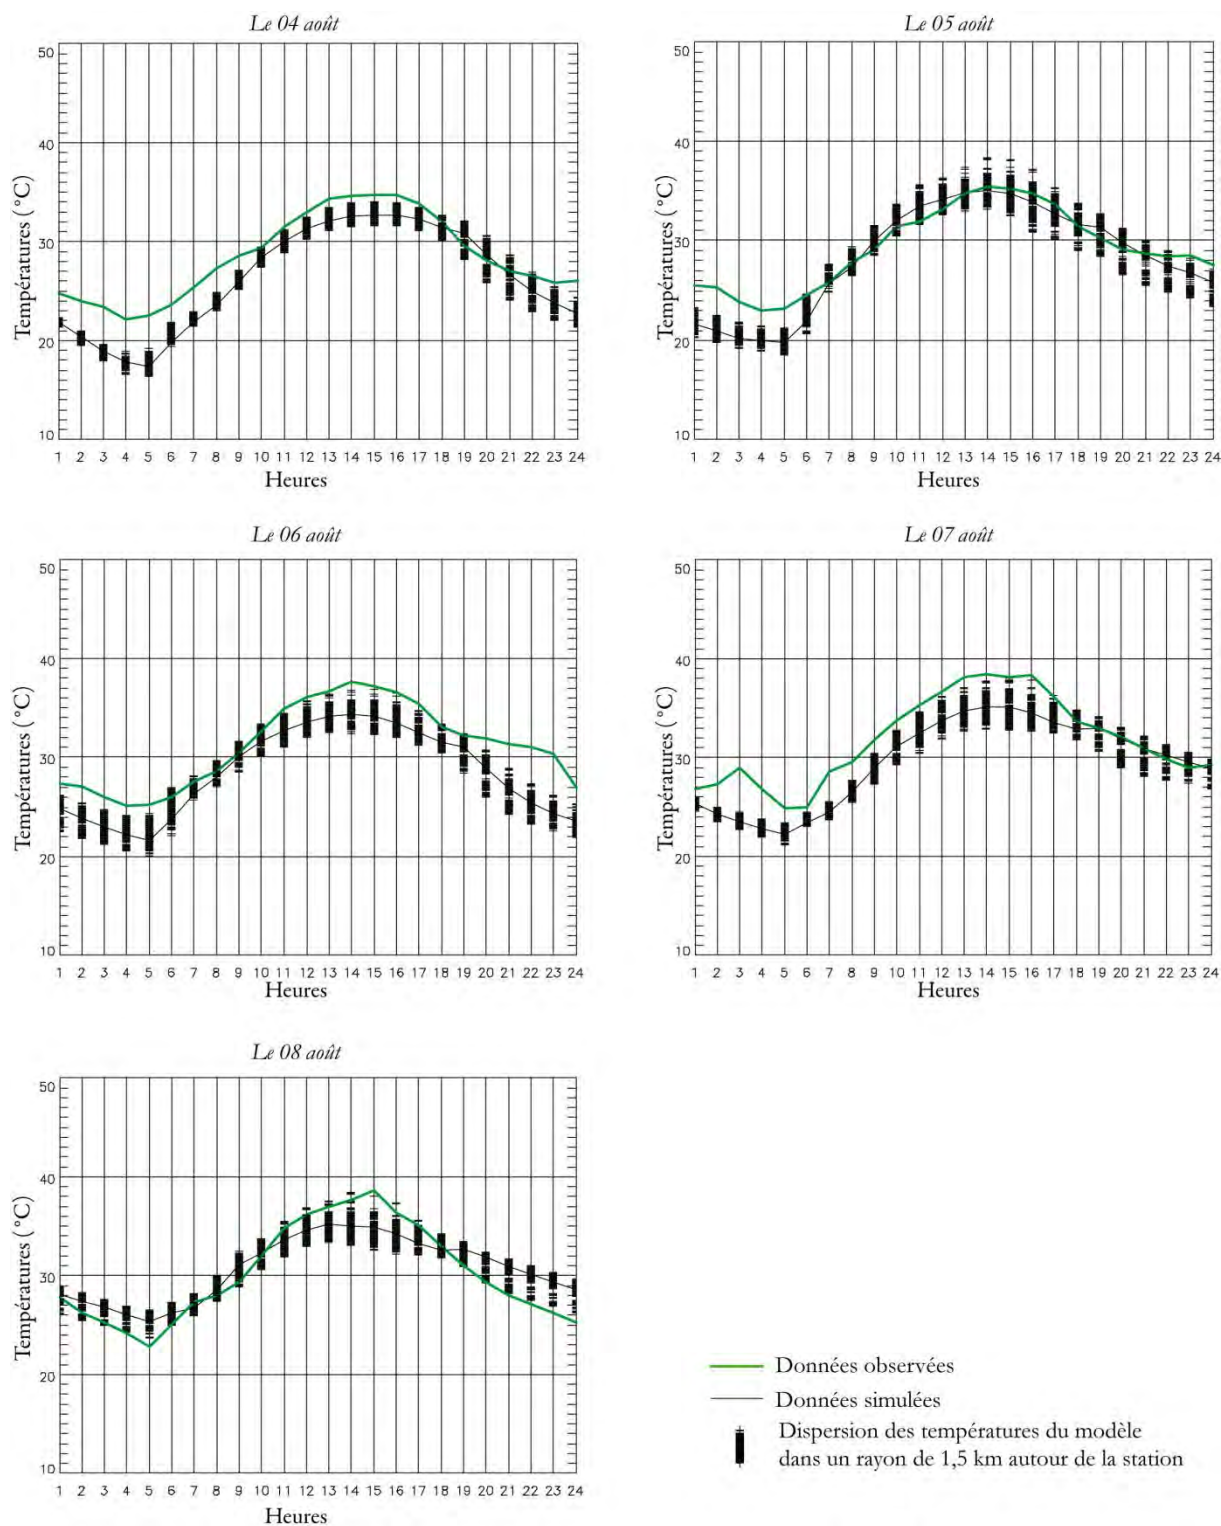 Le 04 août
50
40
30
20
10
Températures (°C)
1 2 3 4 5 6 7 8 9 10 11 12 13 14 15 16 17 18 19 20 21 22 23 24
Heures
Le 05 août
50
40
30
20
10
Températures (°C)
1 2 3 4 5 6 7 8 9 10 11 12 13 14 15 16 17 18 19 20 21 22 23 24
Heures
Le 06 août
50
40
30
20
10
Températures (°C)
1 2 3 4 5 6 7 8 9 10 11 12 13 14 15 16 17 18 19 20 21 22 23 24
Heures
Le 07 août
50
40
30
20
10
Températures (°C)
1 2 3 4 5 6 7 8 9 10 11 12 13 14 15 16 17 18 19 20 21 22 23 24
Heures
Le 08 août
50
40
30
20
10
Températures (°C)
1 2 3 4 5 6 7 8 9 10 11 12 13 14 15 16 17 18 19 20 21 22 23 24
Heures
Données observées
Données simulées
Dispersion des températures du modèle
dans un rayon de 1,5 km autour de la station